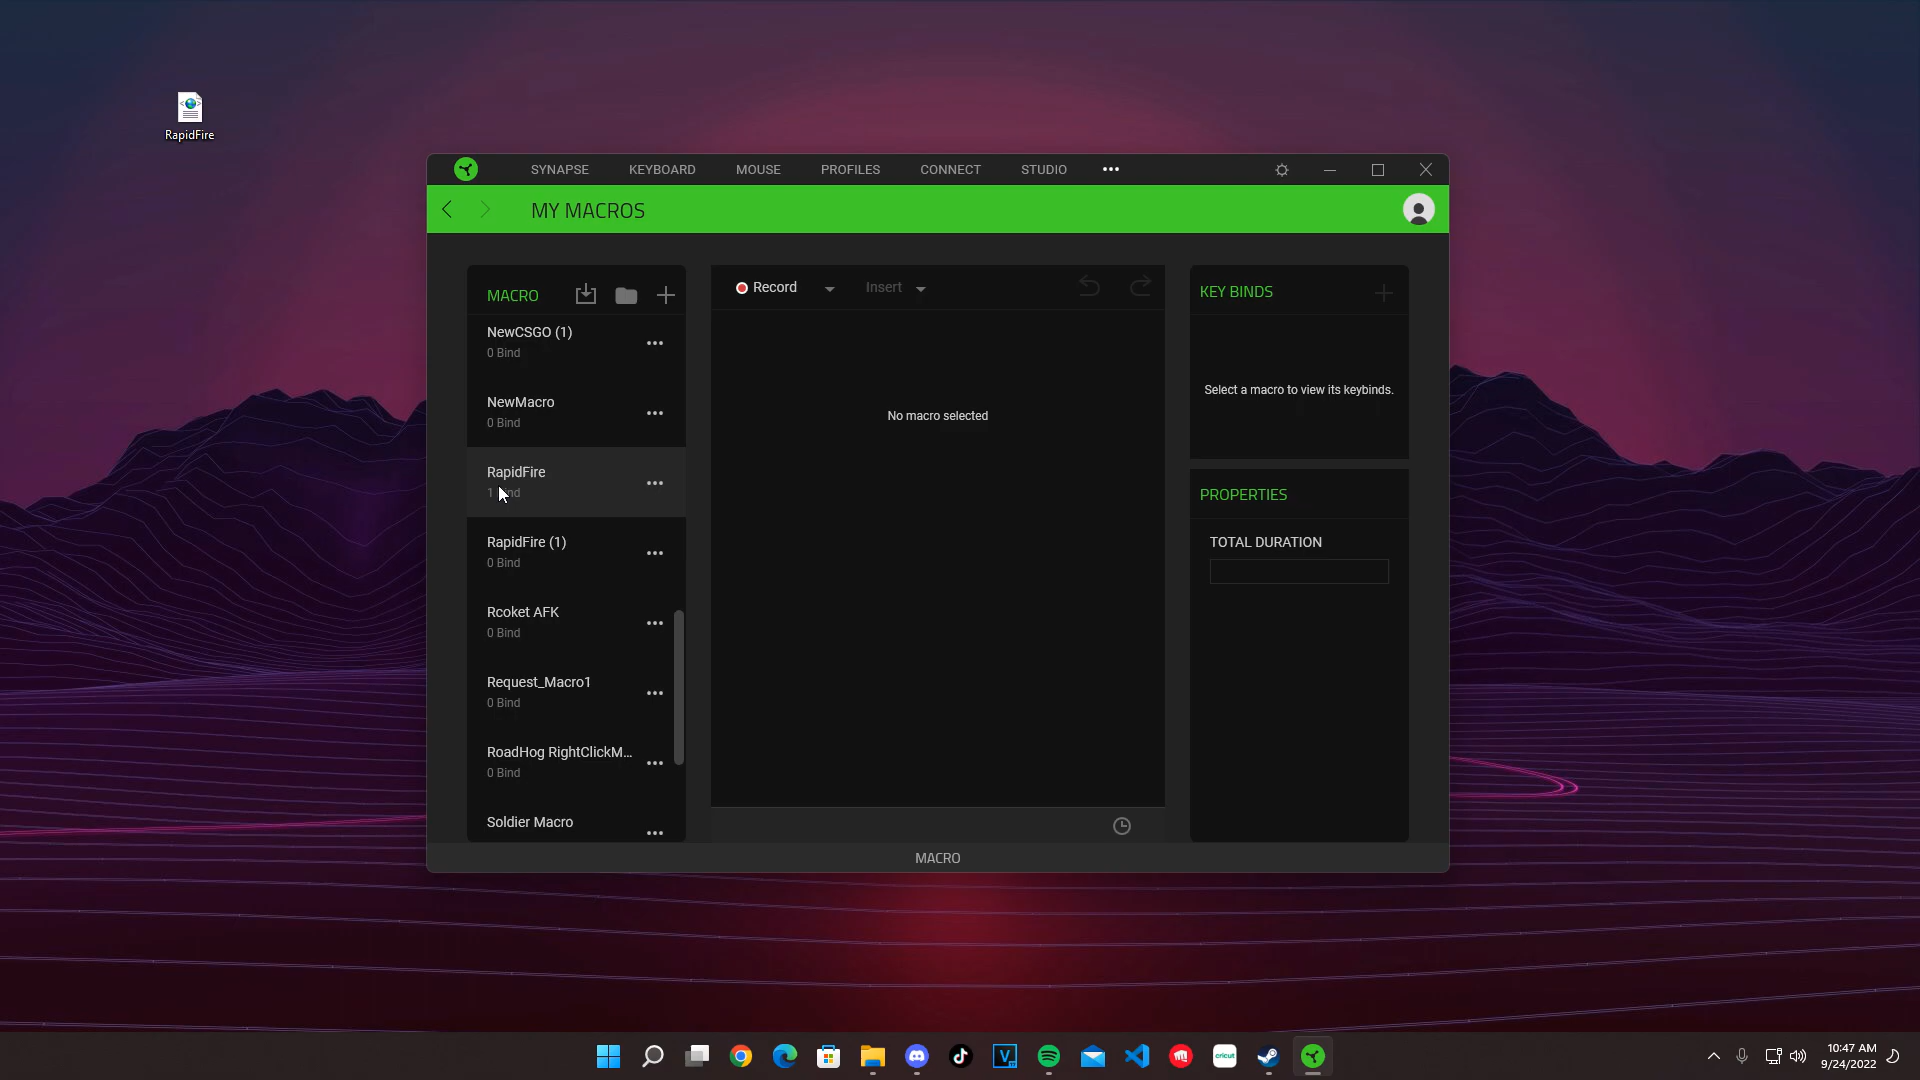 RapidFire
SYNAPSE KEYBOARD MOUSE PROFILES CONNECT STUDIO •••
MY MACROS
MACRO
NewCSGO (1)
0 Bind
NewMacro
0 Bind
RapidFire
1 Bind
RapidFire (1)
0 Bind
Rcoket AFK
0 Bind
Request_Macro1
0 Bind
RoadHog RightClickM...
0 Bind
Soldier Macro
Record Insert
No macro selected
KEY BINDS
Select a macro to view its keybinds.
PROPERTIES
TOTAL DURATION
MACRO
V
cricut
10:47 AM
9/24/2022